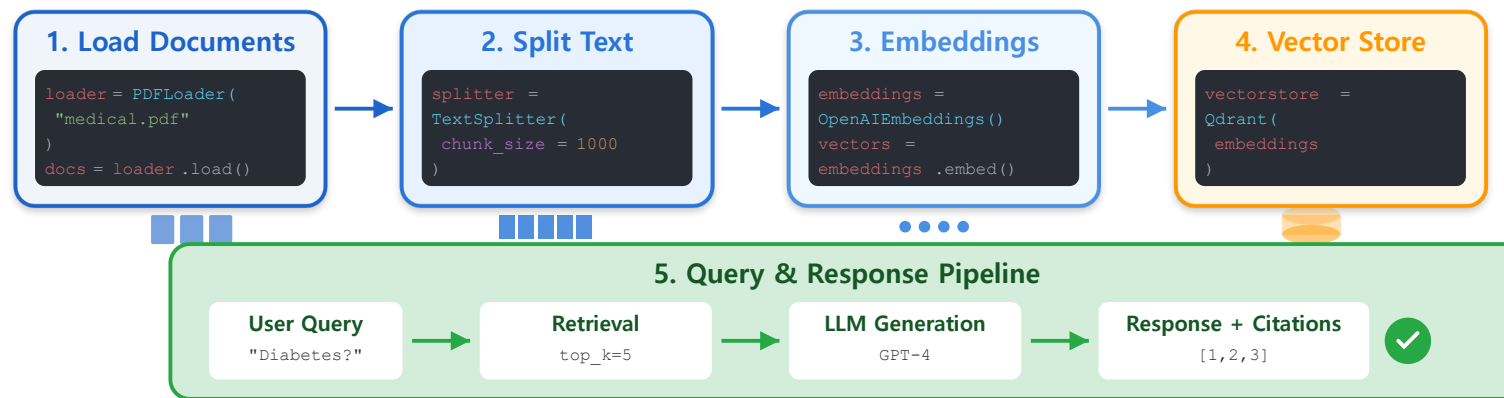 1. Load Documents
loader = PDFLoader(
"medical.pdf"
)
docs = loader .load()
2. Split Text
splitter =
TextSplitter(
chunk_size = 1000
)
3. Embeddings
embeddings =
OpenAIEmbeddings()
vectors =
embeddings .embed()
4. Vector Store
vectorstore =
Qdrant(
embeddings
)
5. Query & Response Pipeline
User Query
"Diabetes?"
Retrieval
top_k=5
LLM Generation
GPT-4
Response + Citations
[1,2,3]